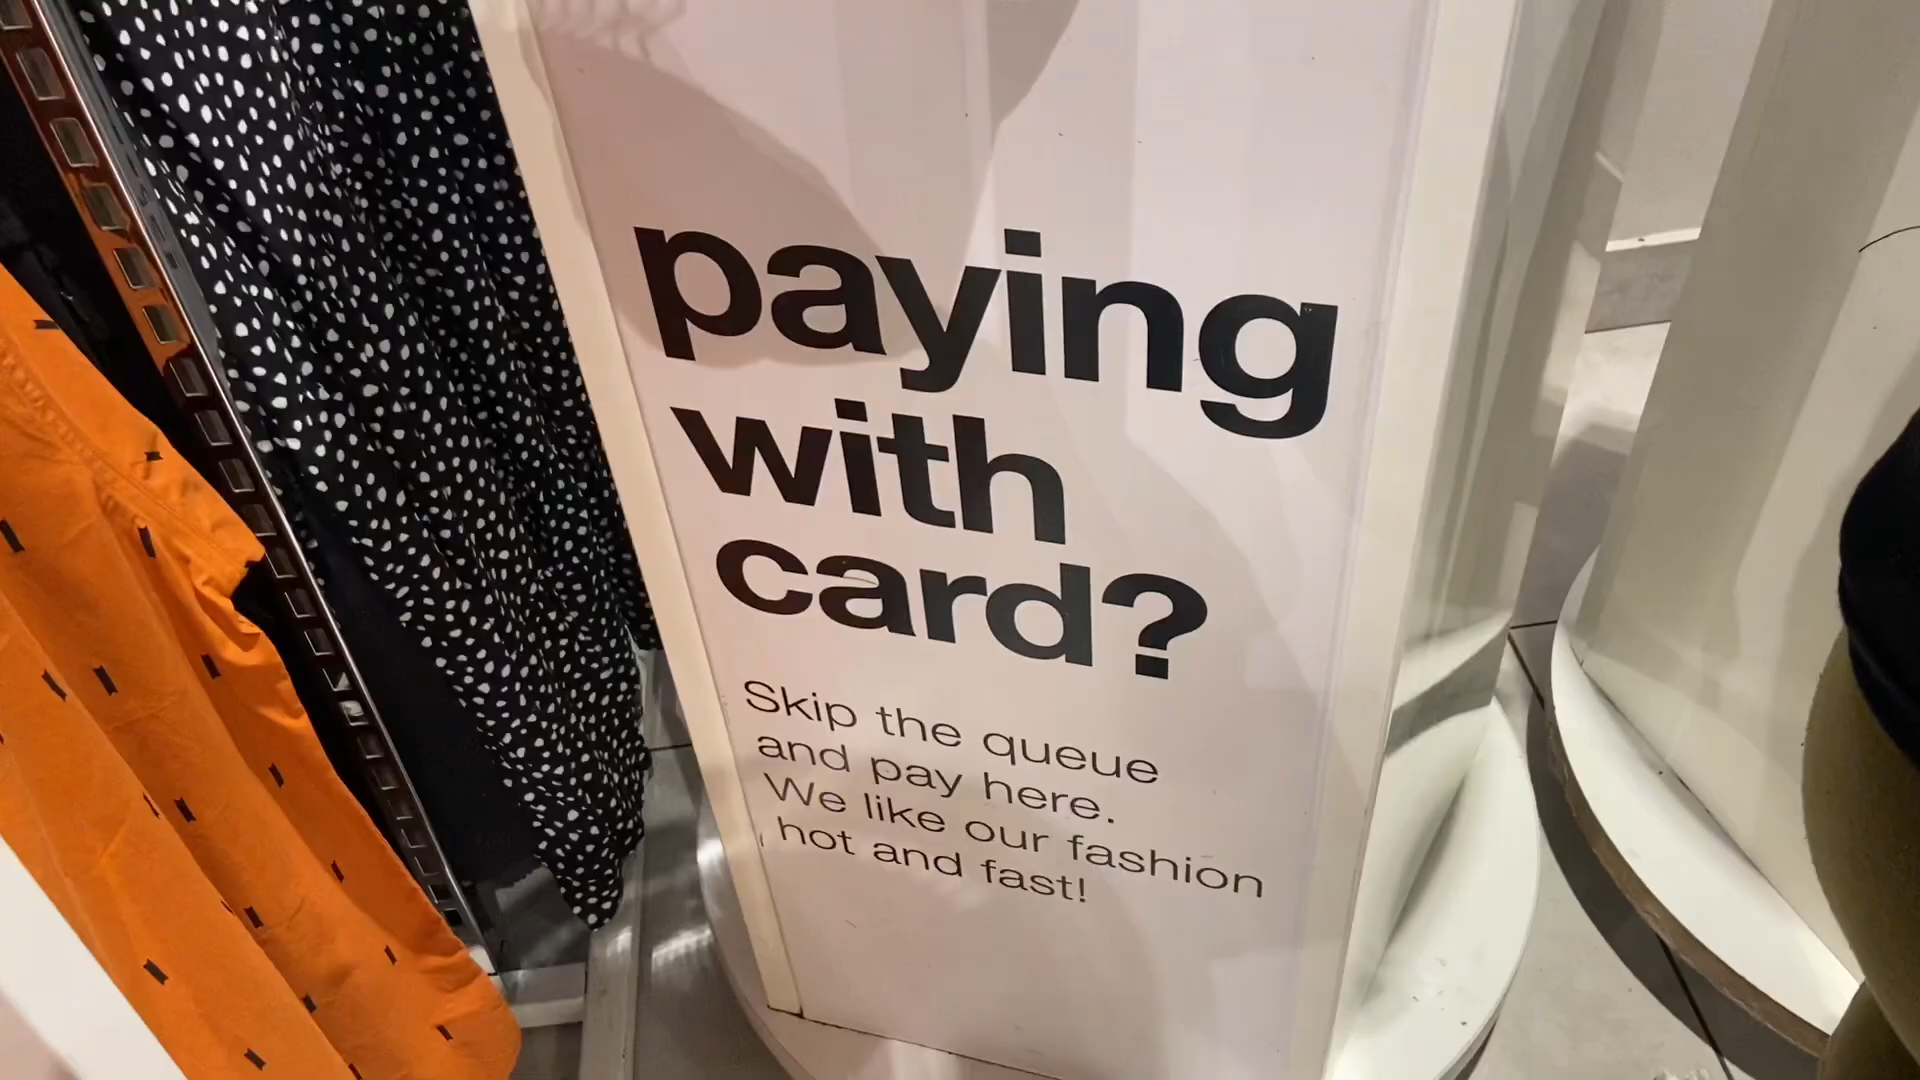 paying
with
card?
Skip the queue
and pay here.
We like our fashion
hot and fast!